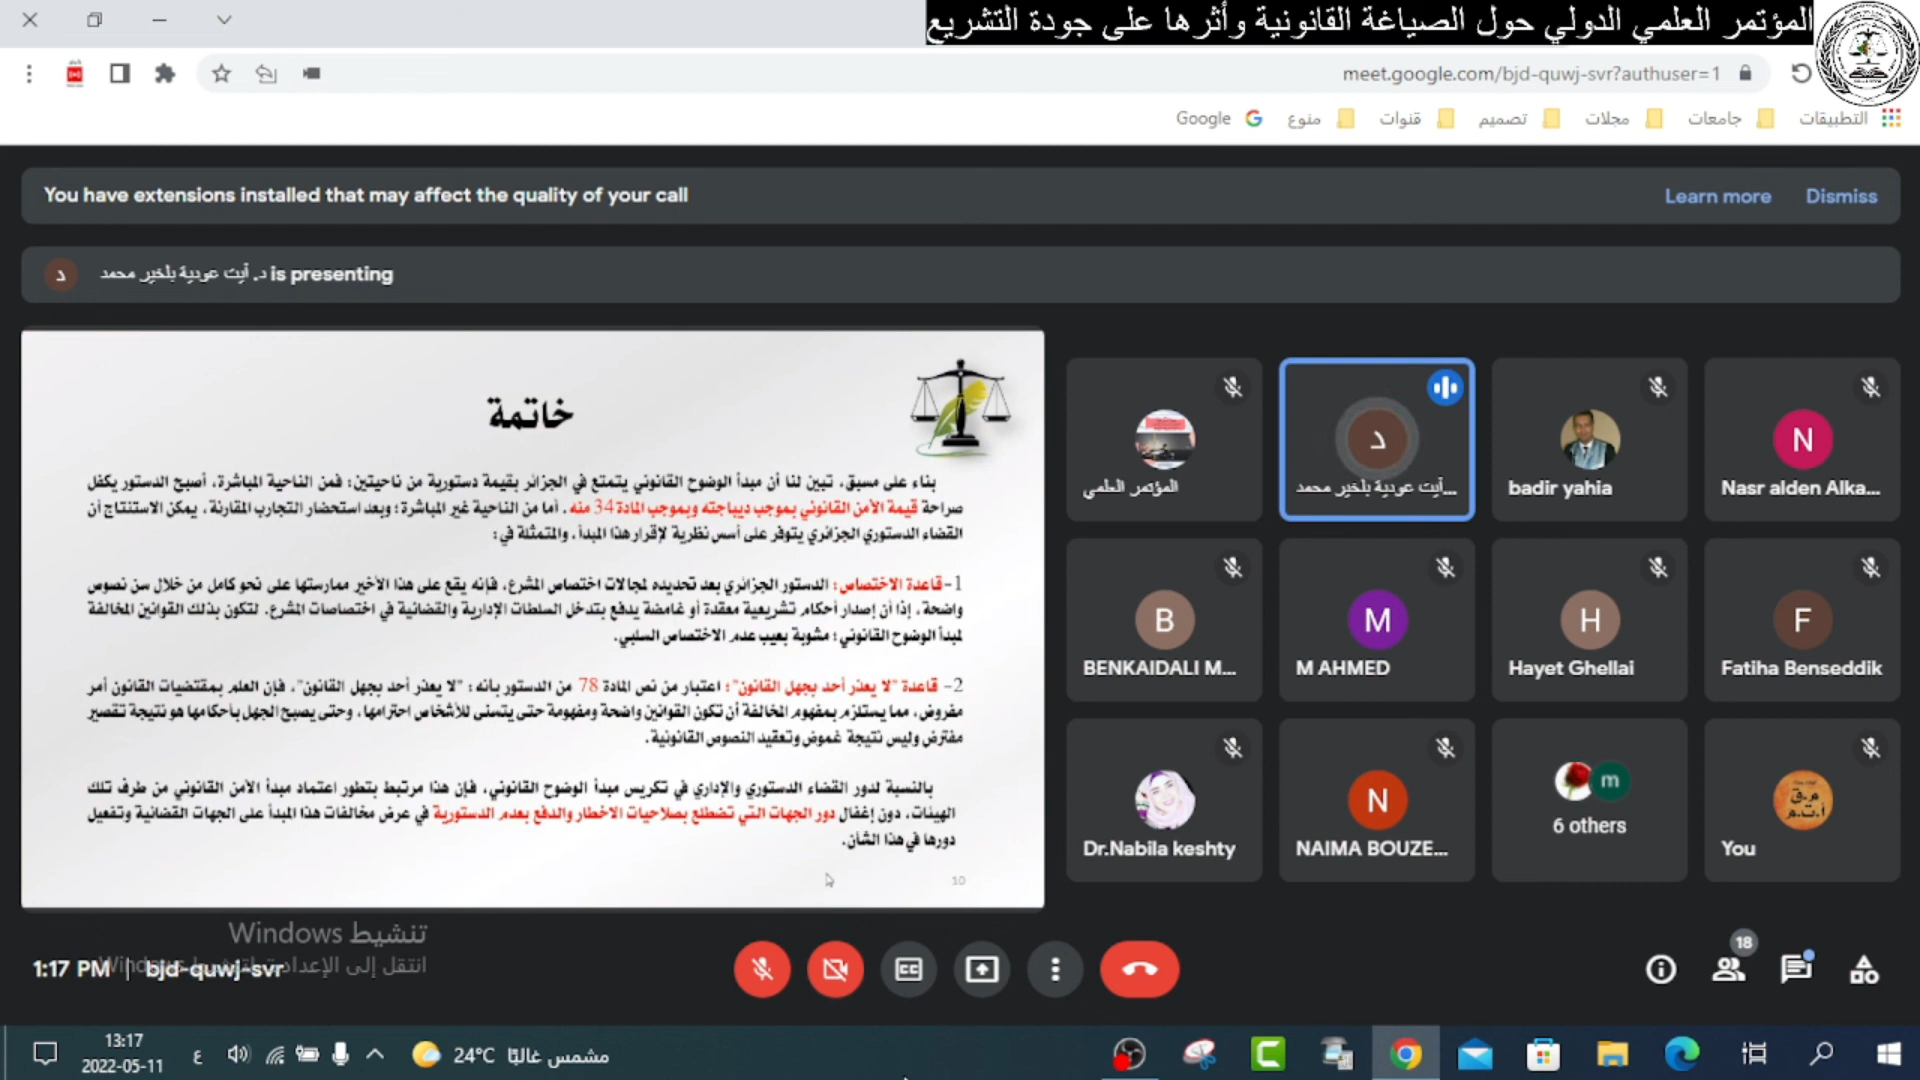 المؤتمر العلمي الدولي حول الصياغة القانونية وأثرها على جودة التشريع
meet.google.com/bjd-quwj-svr?authuser=1
التطبيقات جامعات مجلات تصميم قنوات منوع Google
You have extensions installed that may affect the quality of your call
Learn more Dismiss
د
د. أيت عودية بلخير محمد is presenting
خاتمة
بناء على مسبق، تبين لنا أن مبدأ الوضوح القانوني يتمتع في الجزائر بقيمة دستورية من ناحيتين: فمن الناحية المباشرة، أصبح الدستور يكفل
صراحة قيمة الأمن القانوني بموجب ديباجته وبموجب المادة 34 منه. أما من الناحية غير المباشرة؛ وبعد استحضار التجارب المقارنة، يمكن الاستنتاج أن
القضاء الدستوري الجزائري يتوفر على أسس نظرية لإقرار هذا المبدأ، والمتمثلة في:
1-قاعدة الاختصاص: الدستور الجزائري بعد تحديده لمجالات اختصاص المشرع، فإنه يقع على هذا الأخير ممارستها على نحو كامل من خلال سن نصوص
واضحة، إذا أن إصدار أحكام تشريعية معقدة أو غامضة يدفع بتدخل السلطات الإدارية والقضائية في اختصاصات المشرع. لتكون بذلك القوانين المخالفة
لمبدأ الوضوح القانوني؛ مشوبة بعيب عدم الاختصاص السلبي.
2- قاعدة "لا يعذر أحد بجهل القانون": اعتبار من نص المادة 78 من الدستور بأنه: "لا يعذر أحد بجهل القانون"، فإن العلم بمقتضيات القانون أمر
مفروض، مما يستلزم بمفهوم المخالفة أن تكون القوانين واضحة ومفهومة حتى يتسنى للأشخاص احترامها، وحتى يصبح الجهل بأحكامها هو نتيجة تقصير
مفترض وليس نتيجة غموض وتعقيد النصوص القانونية.
بالنسبة لدور القضاء الدستوري والإداري في تكريس مبدأ الوضوح القانوني، فإن هذا مرتبط بتطور اعتماد مبدأ الأمن القانوني من طرف تلك
الهيئات، دون إغفال دور الجهات التي تضطلع بصلاحيات الاخطار والدفع بعدم الدستورية في عرض مخالفات هذا المبدأ على الجهات القضائية وتفعيل
دورها في هذا الشأن.
10
د N
المؤتمر العلمي أيت عودية بلخير محمد... badir yahia Nasr alden Alka...
B M H F
BENKAIDALI M... M AHMED Hayet Ghellai Fatiha Benseddik
N m م.ق أ.ت.م
6 others
Dr.Nabila keshty NAIMA BOUZE... You
تنشيط Windows
انتقل إلى الإعدادات لتنشيط Windows
1:17 PM | bjd-quwj-svr
18
13:17
2022-05-11
ع
24°C مشمس غالبًا